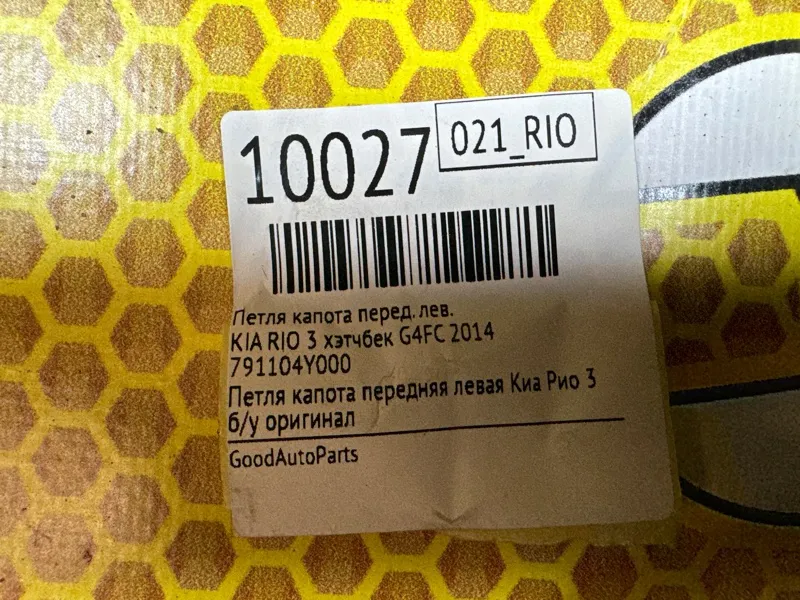 10027
021_RIO
Петля капота перед. лев.
KIA RIO 3 хэтчбек G4FC 2014
791104Y000
Петля капота передняя левая Киа Рио 3
б/у оригинал
GoodAutoParts